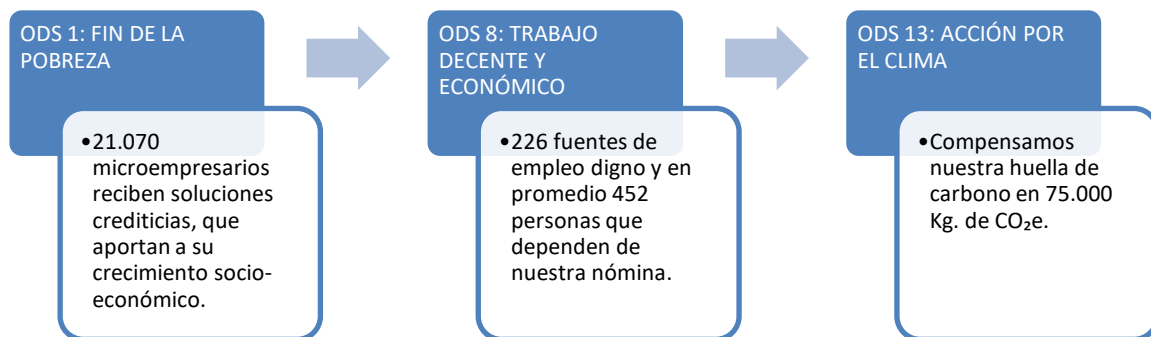 ODS 1: FIN DE LA
POBREZA
•21.070
microempresarios
reciben soluciones
crediticias, que
aportan a su
crecimiento socio-
económico.
ODS 8: TRABAJO
DECENTE Y
ECONÓMICO
•226 fuentes de
empleo digno y en
promedio 452
personas que
dependen de
nuestra nómina.
ODS 13: ACCIÓN POR
EL CLIMA
•Compensamos
nuestra huella de
carbono en 75.000
Kg. de CO₂e.